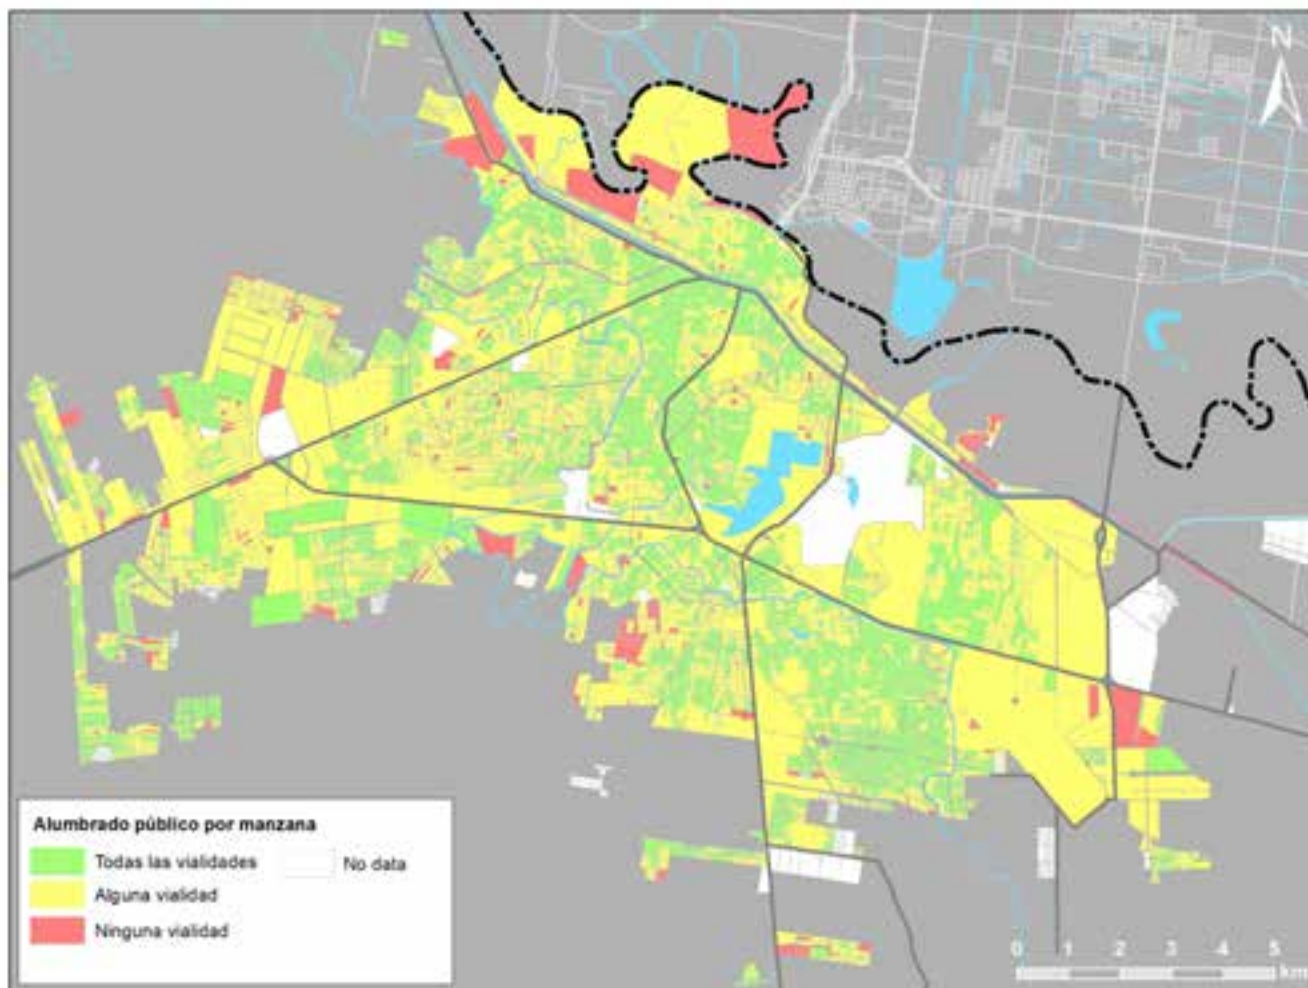 N
Alumbrado público por manzana
Todas las vialidades No data
Alguna vialidad
Ninguna vialidad
0 1 2 3 4 5
km